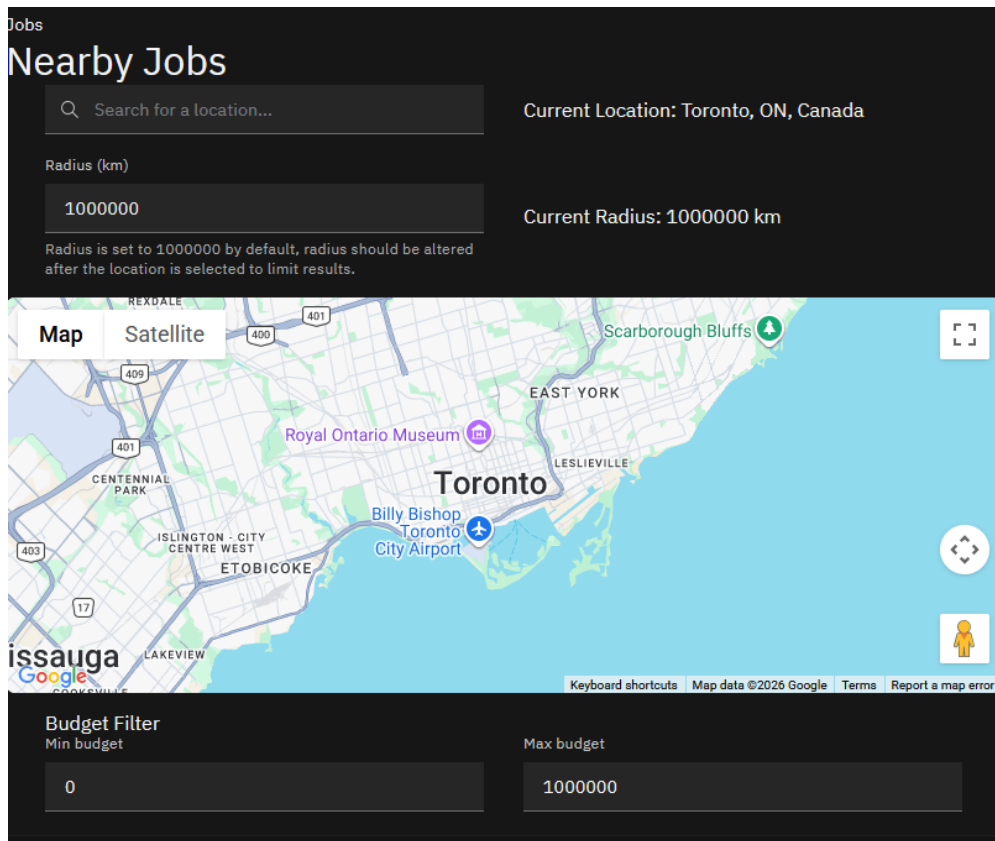 Jobs
Nearby Jobs
Search for a location...
Current Location: Toronto, ON, Canada
Radius (km)
1000000
Current Radius: 1000000 km
Radius is set to 1000000 by default, radius should be altered
after the location is selected to limit results.
REXDALE
401
Map
Satellite
400
Scarborough Bluffs
409
EAST YORK
Royal Ontario Museum
401
LESLIEVILLE
CENTENNIAL
PARK
Toronto
Billy Bishop
Toronto
City Airport
ISLINGTON - CITY
CENTRE WEST
403
ETOBICOKE
17
issauga
LAKEVIEW
Google
COOKSVILLE
Keyboard shortcuts
Map data ©2026 Google
Terms
Report a map error
Budget Filter
Min budget
Max budget
0
1000000